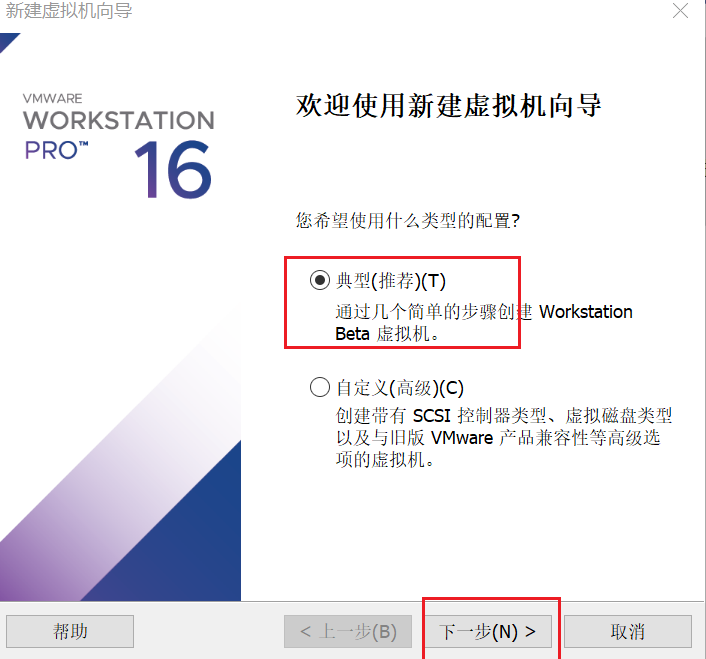 新建虚拟机向导
VMWARE
WORKSTATION
PRO™ 16
欢迎使用新建虚拟机向导
您希望使用什么类型的配置?
典型(推荐)(T)
通过几个简单的步骤创建 Workstation
Beta 虚拟机。
自定义(高级)(C)
创建带有 SCSI 控制器类型、虚拟磁盘类型
以及与旧版 VMware 产品兼容性等高级选
项的虚拟机。
帮助
< 上一步(B)
下一步(N) >
取消